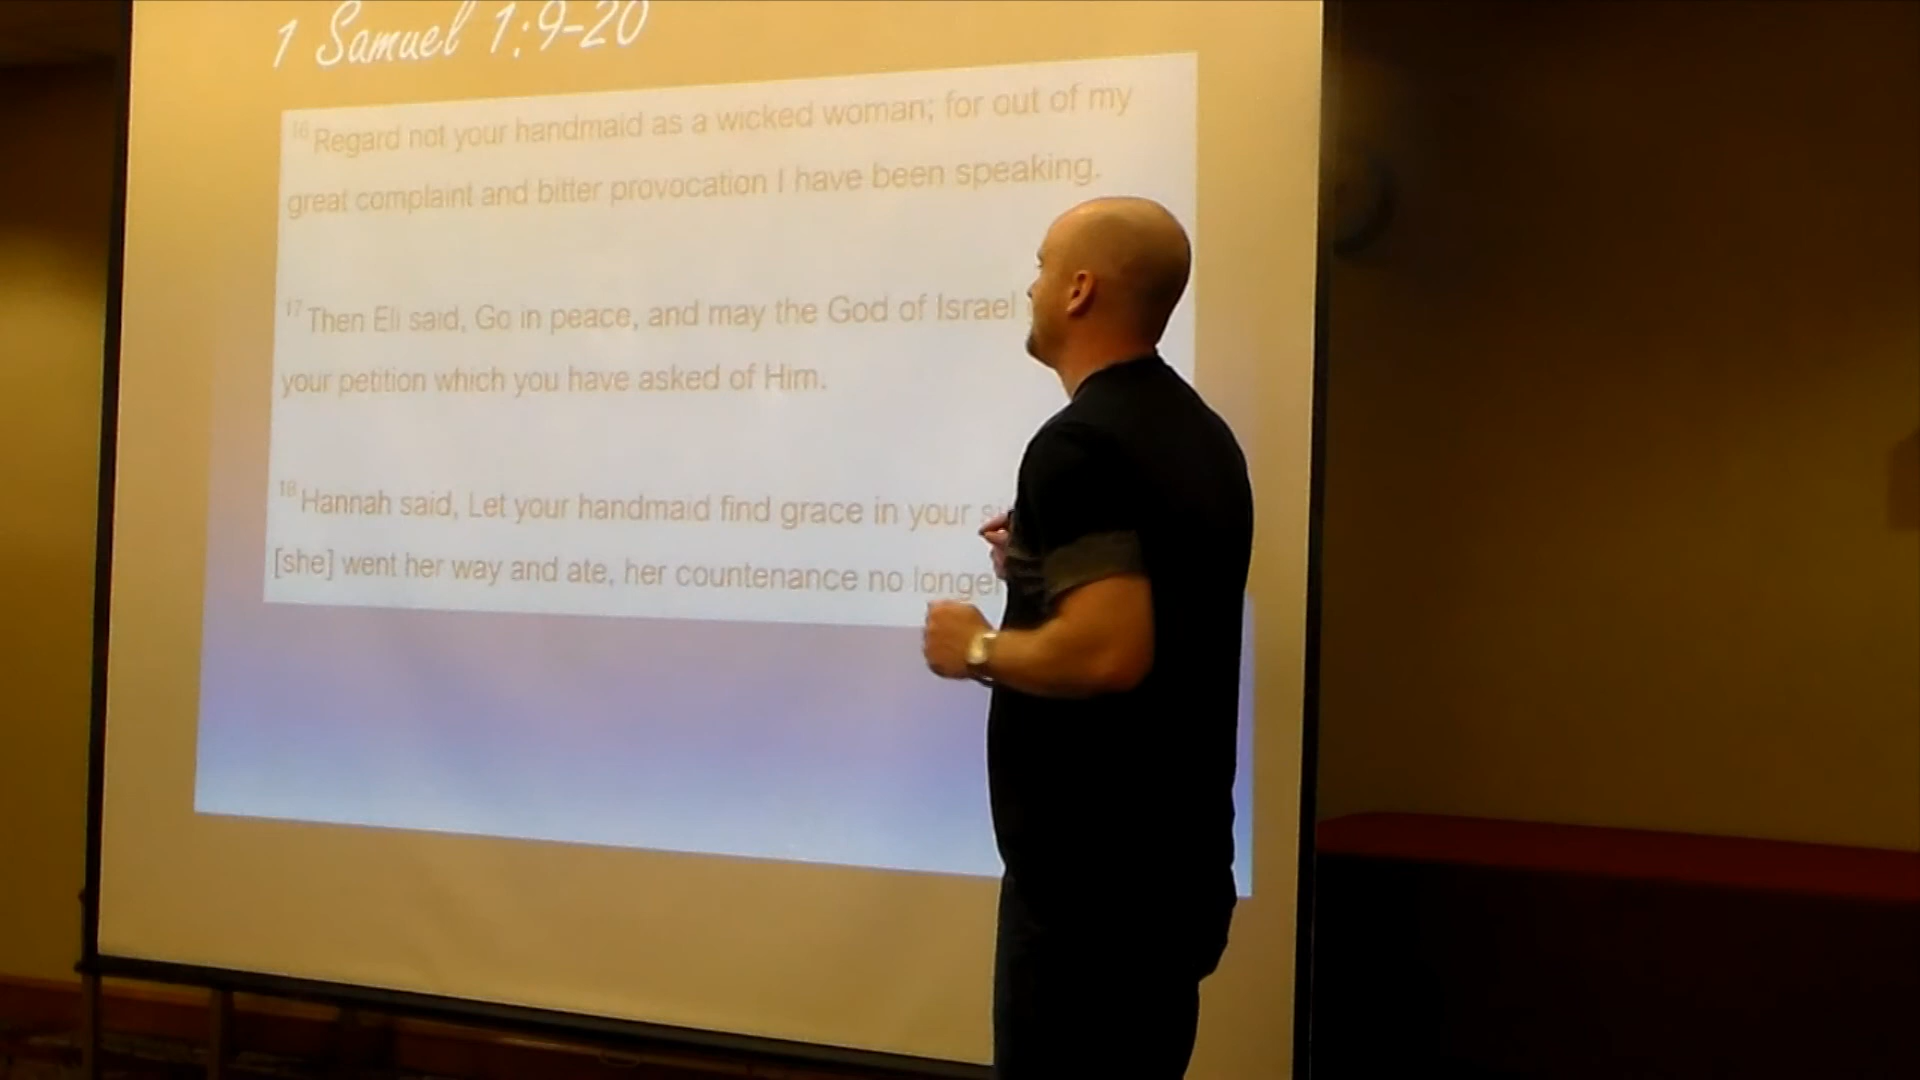 1 Samuel 1:9-20
16 Regard not your handmaid as a wicked woman; for out of my
great complaint and bitter provocation I have been speaking.
17 Then Eli said, Go in peace, and may the God of Israel
your petition which you have asked of Him.
18 Hannah said, Let your handmaid find grace in your
[she] went her way and ate, her countenance no longer